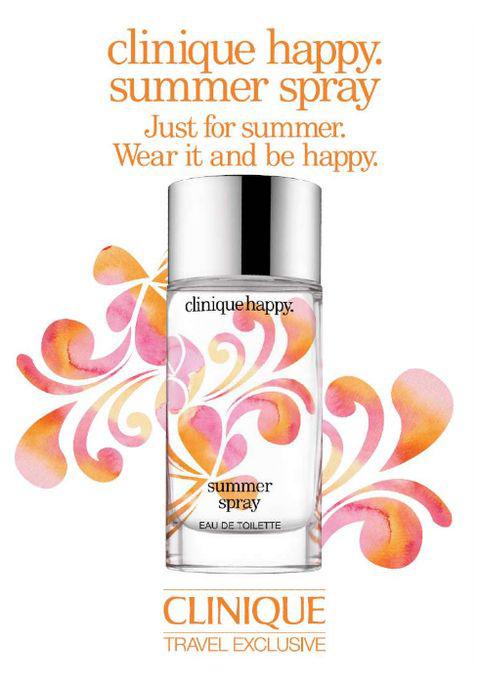 clinique happy.
summer spray
Just for summer.
Wear it and be happy.
clinique happy.
summer
spray
EAU DE TOILETTE
CLINIQUE
TRAVEL EXCLUSIVE